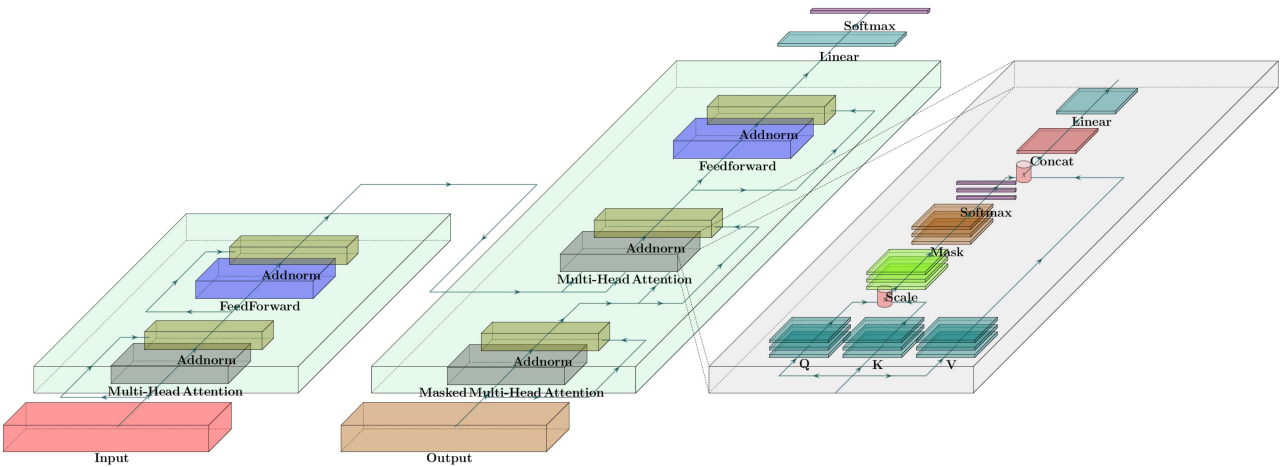 Softmax
Linear
Addnorm
Feedforward
Addnorm
Multi-Head Attention
Addnorm
Masked Multi-Head Attention
Output
Addnorm
FeedForward
Addnorm
Multi-Head Attention
Input
Linear
Concat
Softmax
Mask
Scale
Q K V